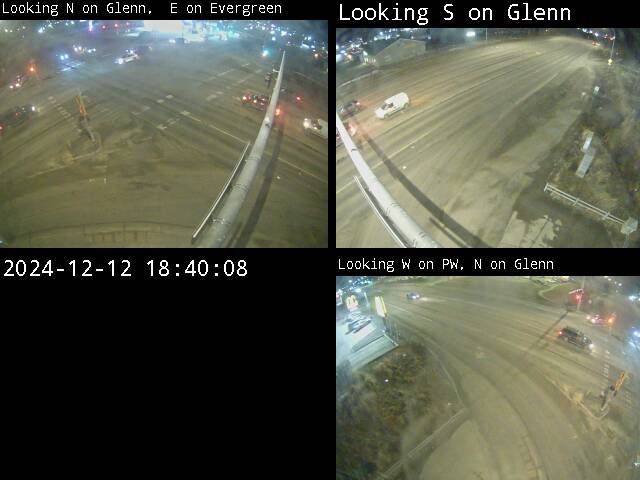 Looking N on Glenn, E on Evergreen
Looking S on Glenn
2024-12-12 18:40:08
Looking W on PW, N on Glenn